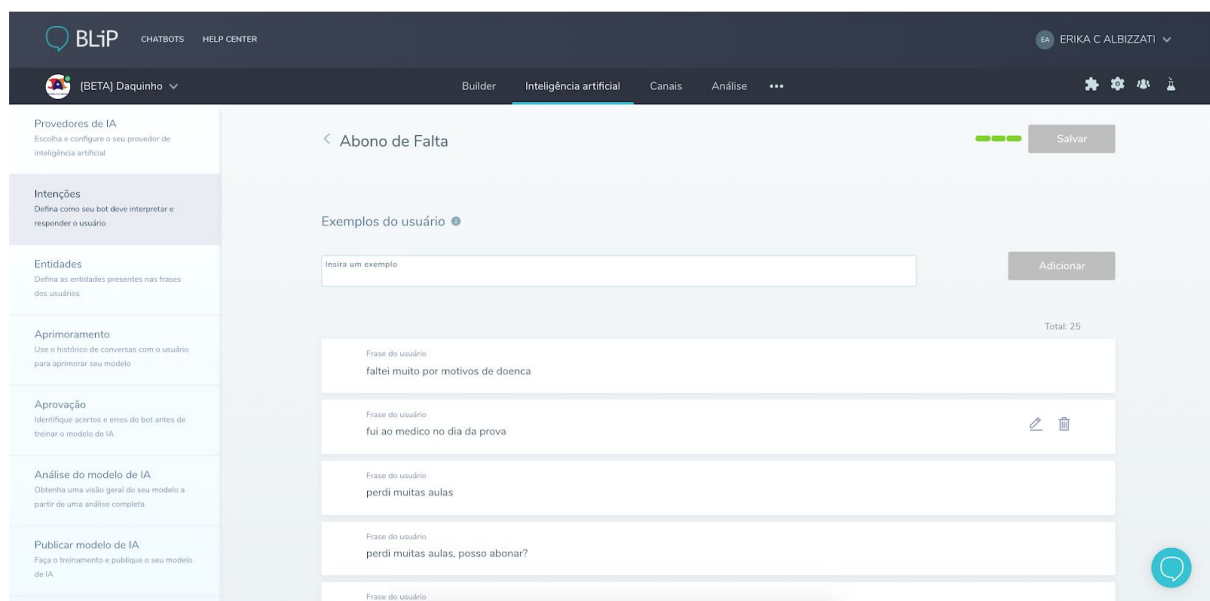 BLiP CHATBOTS HELP CENTER
EA ERIKA C ALBIZZATI
[BETA] Daquinho
Builder Inteligência artificial Canais Análise
Provedores de IA
Escolha e configure o seu provedor de
inteligência artificial
Intenções
Defina como seu bot deve interpretar e
responder o usuário
Entidades
Defina as entidades presentes nas frases
dos usuários
Aprimoramento
Use o histórico de conversas com o usuário
para aprimorar seu modelo
Aprovação
Identifique acertos e erros do bot antes de
treinar o modelo de IA
Análise do modelo de IA
Obtenha uma visão geral do seu modelo a
partir de uma análise completa
Publicar modelo de IA
Faça o treinamento e publique o seu modelo
de IA
Abono de Falta
Salvar
Exemplos do usuário
Insira um exemplo
Adicionar
Total: 25
Frase do usuário
faltei muito por motivos de doenca
Frase do usuário
fui ao medico no dia da prova
Frase do usuário
perdi muitas aulas
Frase do usuário
perdi muitas aulas, posso abonar?
Frase do usuário